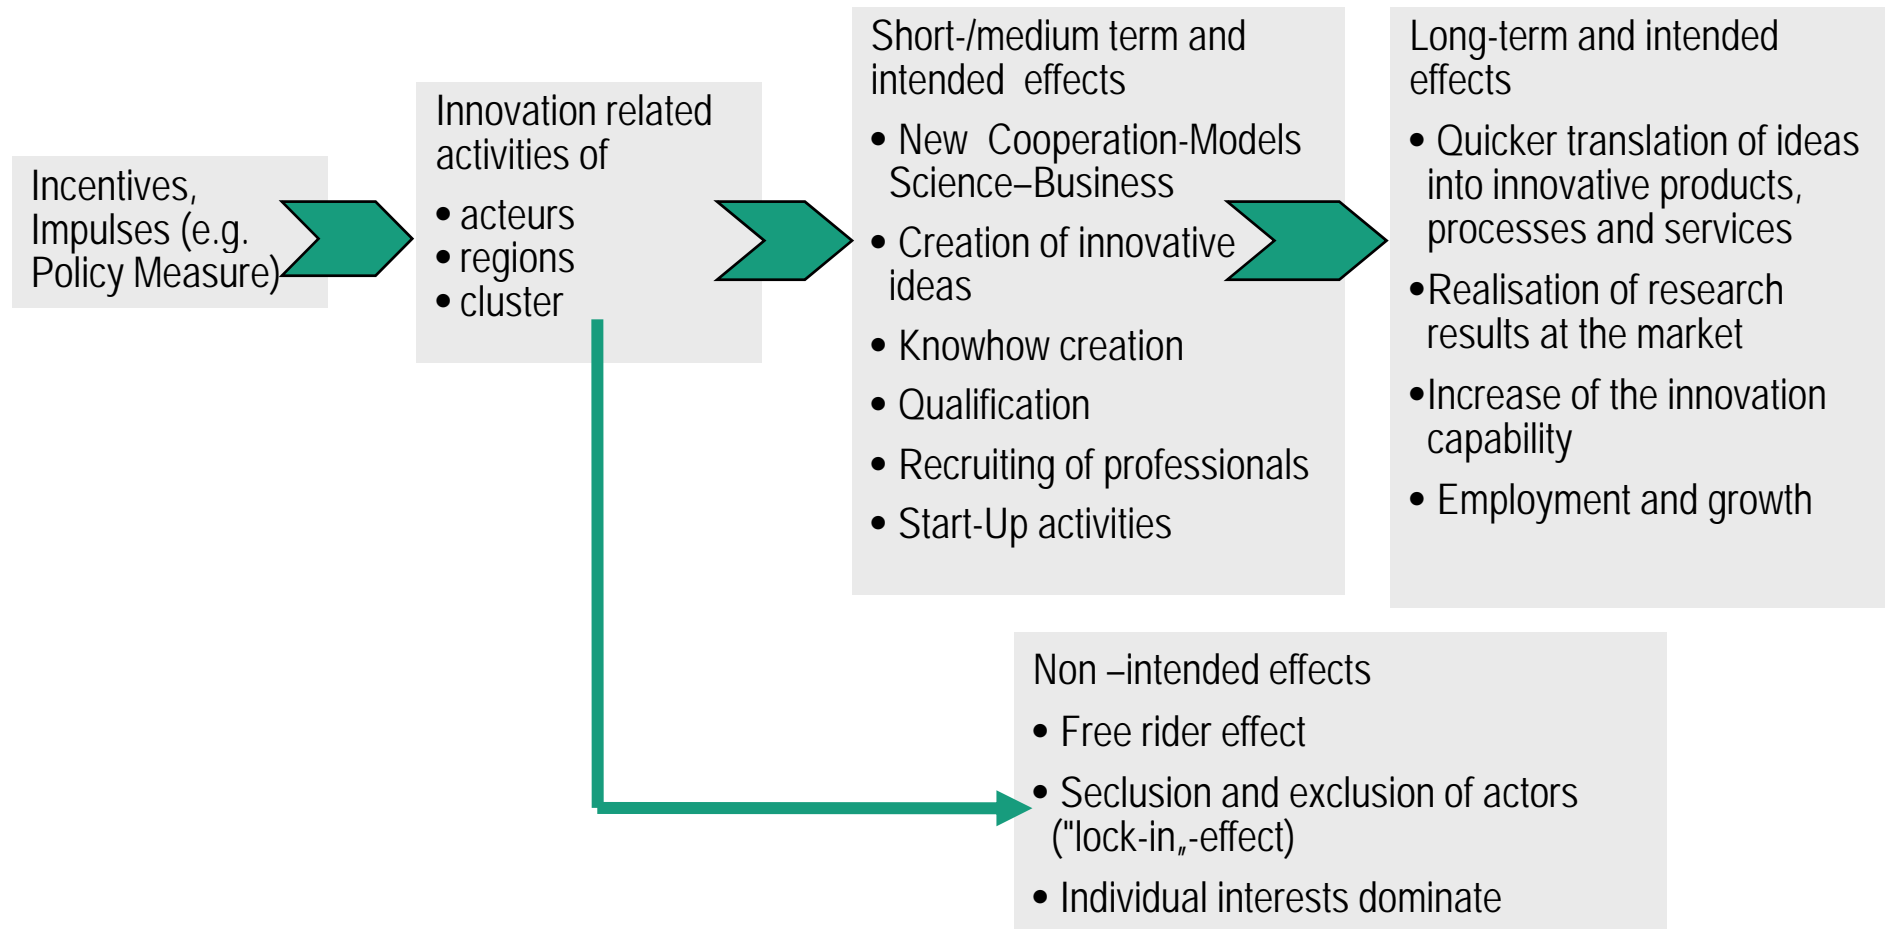 Incentives,
Impulses (e.g.
Policy Measure)
Innovation related
activities of
• acteurs
• regions
• cluster
Short-/medium term and
intended effects
• New Cooperation-Models
Science–Business
• Creation of innovative
ideas
• Knowhow creation
• Qualification
• Recruiting of professionals
• Start-Up activities
Long-term and intended
effects
• Quicker translation of ideas
into innovative products,
processes and services
•Realisation of research
results at the market
•Increase of the innovation
capability
• Employment and growth
Non –intended effects
• Free rider effect
• Seclusion and exclusion of actors
("lock-in„-effect)
• Individual interests dominate